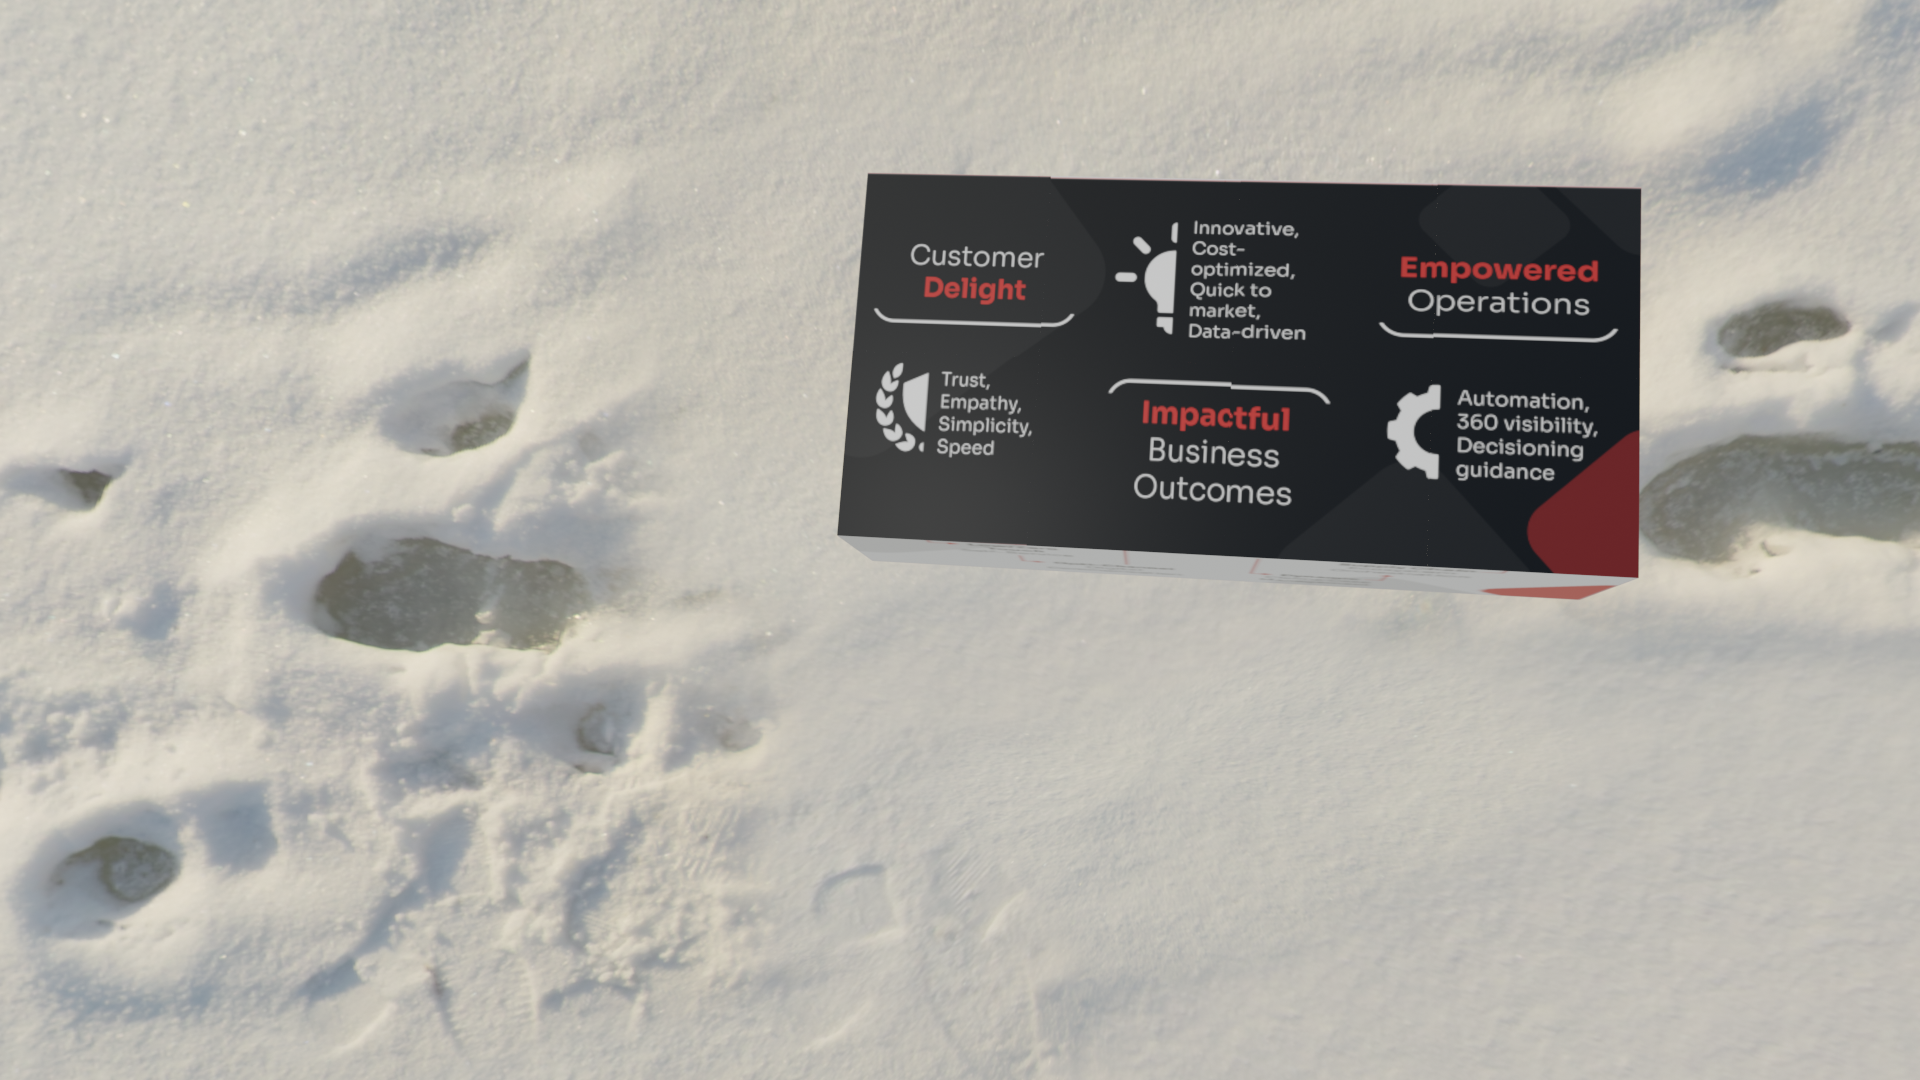 Customer
Delight
Trust,
Empathy,
Simplicity,
Speed
Innovative,
Cost-
optimized,
Quick to
market,
Data-driven
Impactful
Business
Outcomes
Empowered
Operations
Automation,
360 visibility,
Decisioning
guidance